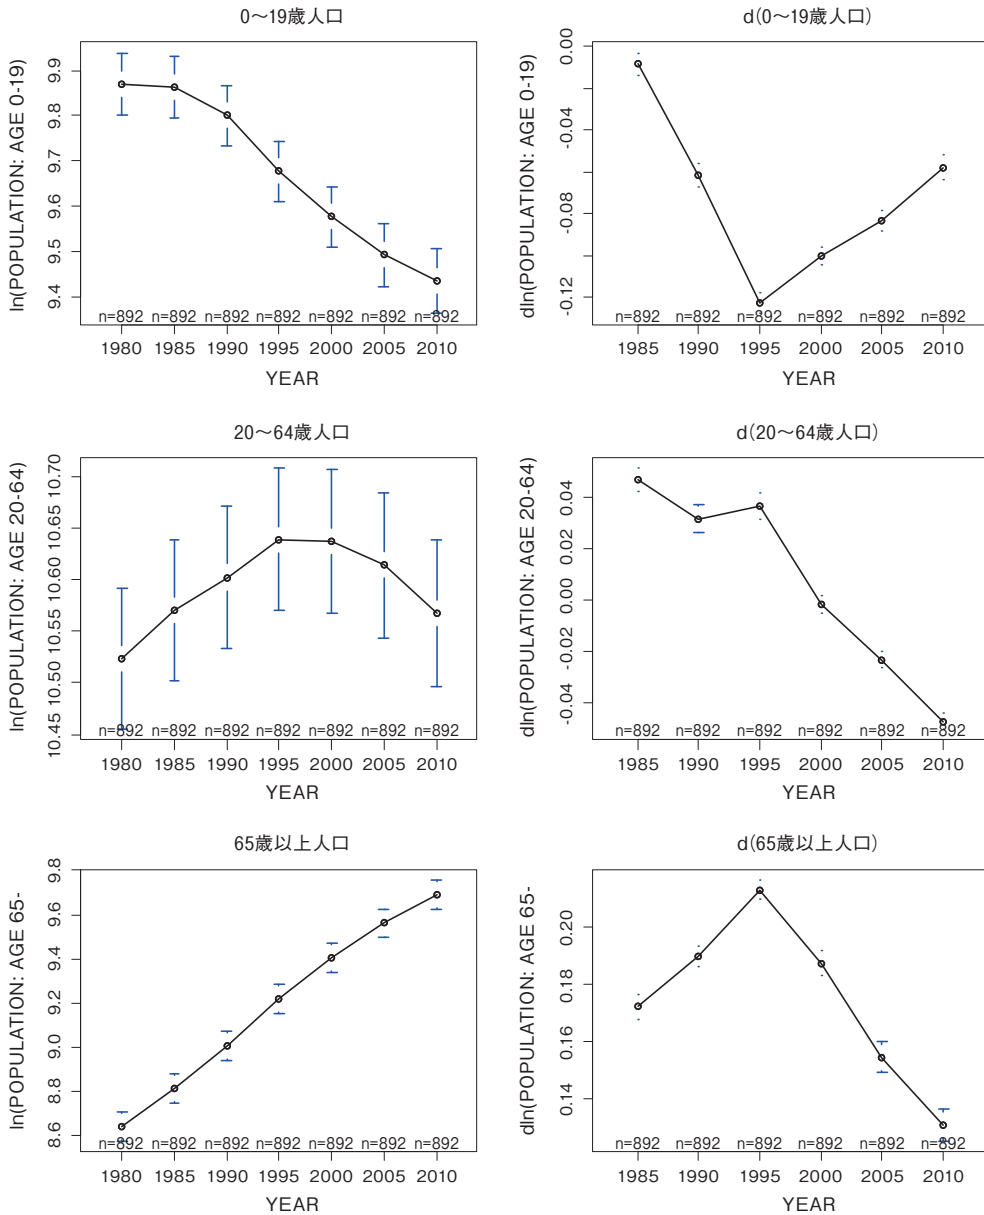 0～19歳人口
ln(POPULATION: AGE 0-19)
9.9
9.8
9.7
9.6
9.5
9.4
n=892 n=892 n=892 n=892 n=892 n=892 n=892
1980 1985 1990 1995 2000 2005 2010
YEAR
d(0～19歳人口)
dln(POPULATION: AGE 0-19)
0.00
-0.04
-0.08
-0.12
n=892 n=892 n=892 n=892 n=892 n=892
1985 1990 1995 2000 2005 2010
YEAR
20～64歳人口
ln(POPULATION: AGE 20-64)
10.70
10.65
10.60
10.55
10.50
10.45
n=892 n=892 n=892 n=892 n=892 n=892 n=892
1980 1985 1990 1995 2000 2005 2010
YEAR
d(20～64歳人口)
dln(POPULATION: AGE 20-64)
0.04
0.02
0.00
-0.02
-0.04
n=892 n=892 n=892 n=892 n=892 n=892
1985 1990 1995 2000 2005 2010
YEAR
65歳以上人口
ln(POPULATION: AGE 65-
9.8
9.6
9.4
9.2
9.0
8.8
8.6
n=892 n=892 n=892 n=892 n=892 n=892 n=892
1980 1985 1990 1995 2000 2005 2010
YEAR
d(65歳以上人口)
dln(POPULATION: AGE 65-
0.20
0.18
0.16
0.14
n=892 n=892 n=892 n=892 n=892 n=892
1985 1990 1995 2000 2005 2010
YEAR